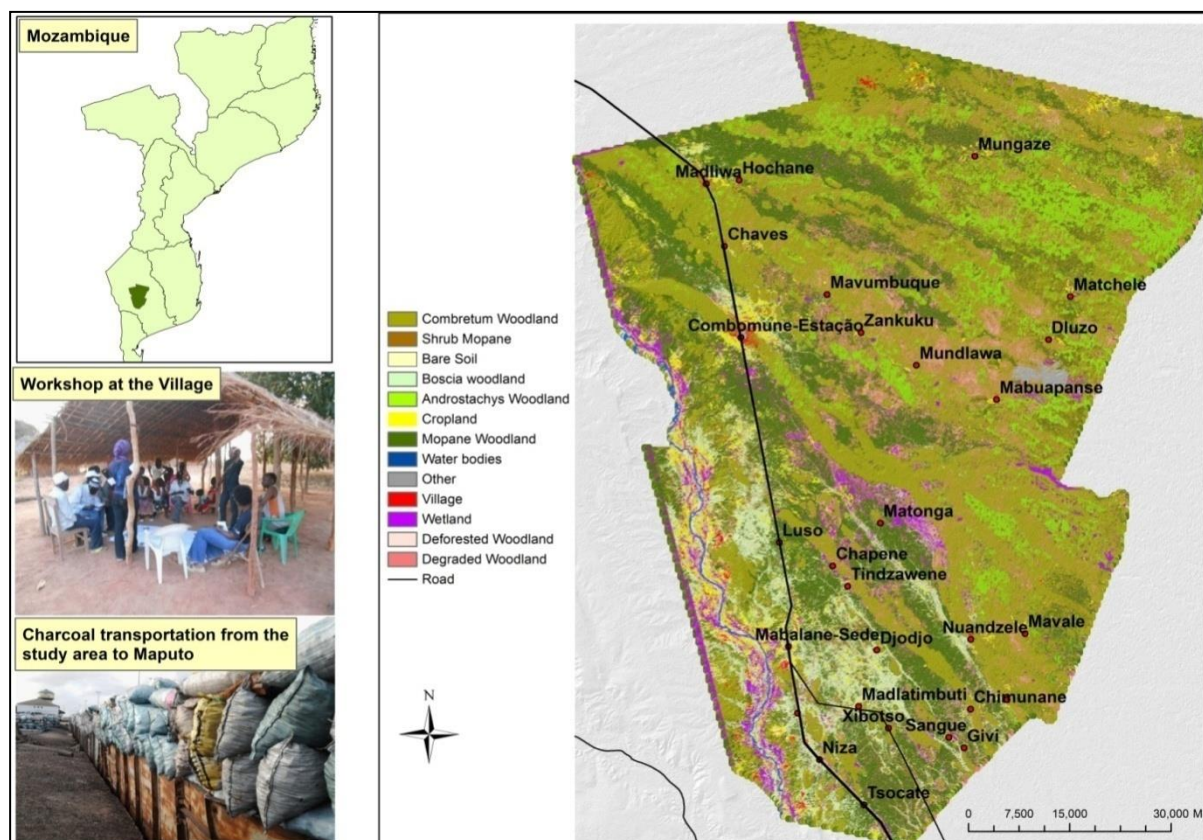 Mozambique
Workshop at the Village
Charcoal transportation from the
study area to Maputo
Combretum Woodland
Shrub Mopane
Bare Soil
Boscia woodland
Androstachys Woodland
Cropland
Mopane Woodland
Water bodies
Other
Village
Wetland
Deforested Woodland
Degraded Woodland
Road
N
Mungaze
Madliwa
Hochane
Chaves
Mavumbuque
Matchele
Combomune-Estação
Zankuku
Dluzo
Mundlawa
Mabuapanse
Matonga
Luso
Chapene
Tindzawene
Nuandzele
Mavale
Mabalane-Sede
Djodjo
Madlatimbuti
Chimunane
Xibotso
Sangue
Givi
Niza
Tsocate
0 7,500 15,000 30,000 M